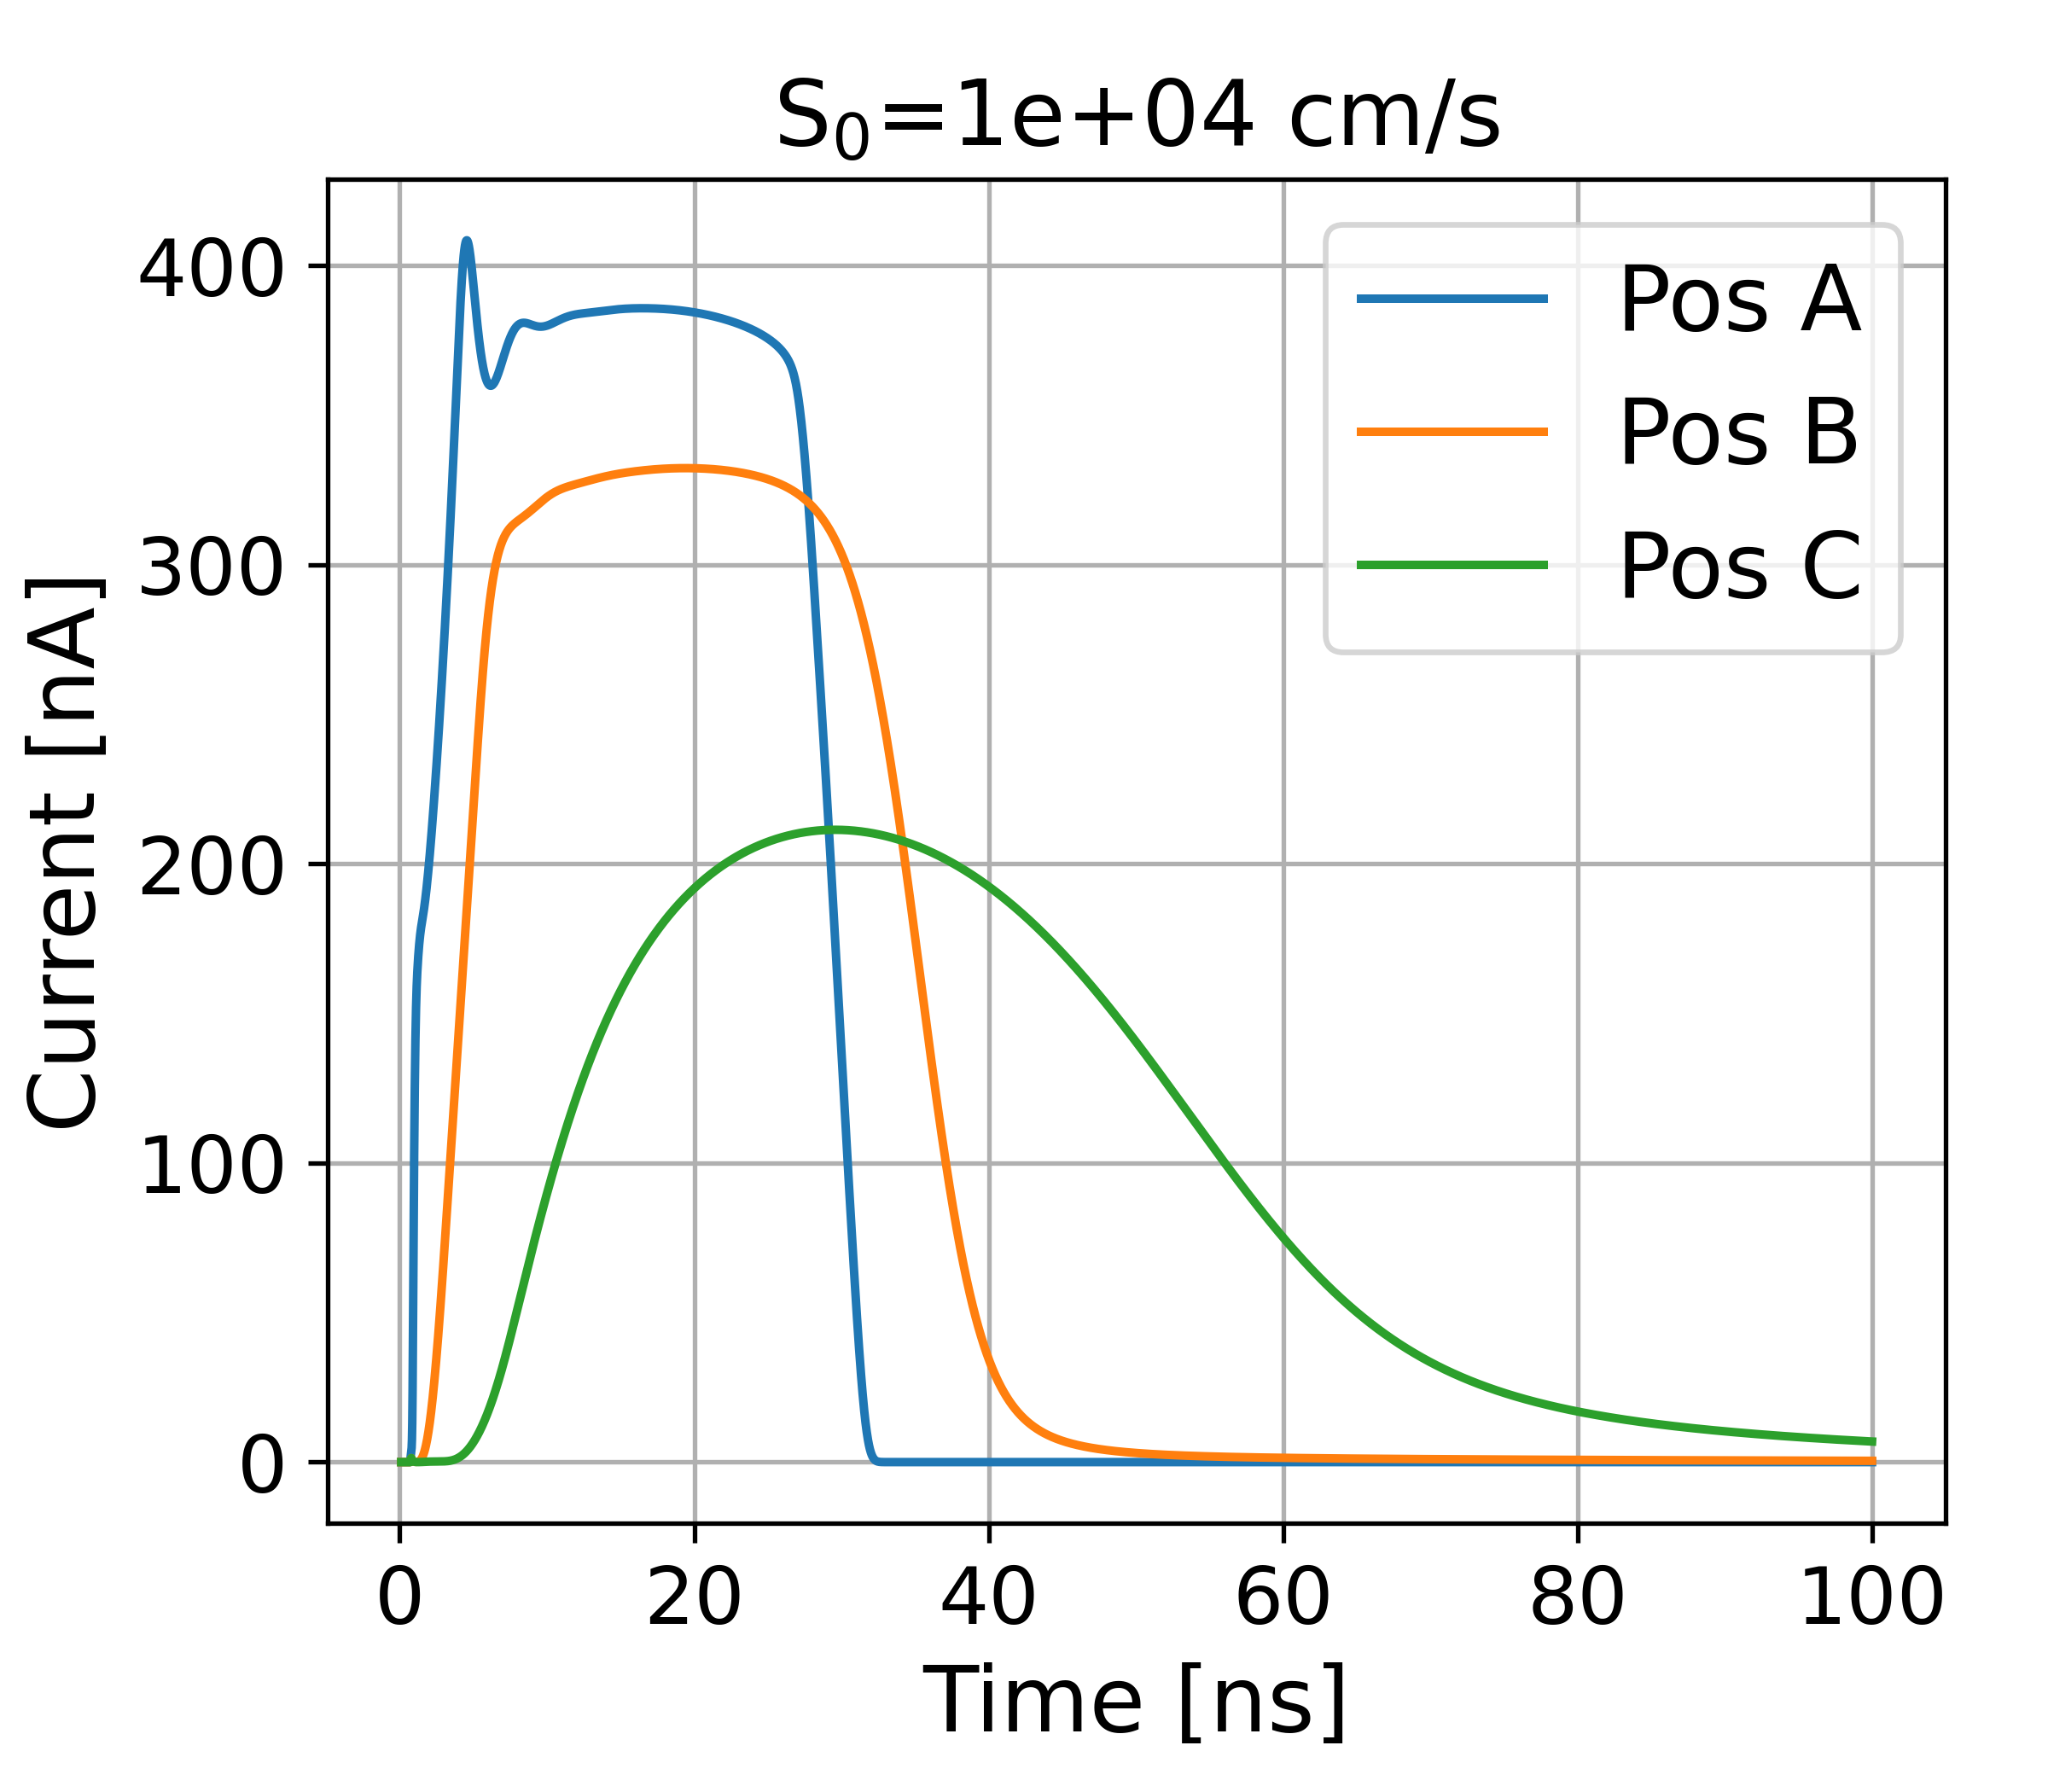 S₀=1e+04 cm/s
Current [nA]
400
300
200
100
0
Pos A
Pos B
Pos C
0 20 40 60 80 100
Time [ns]